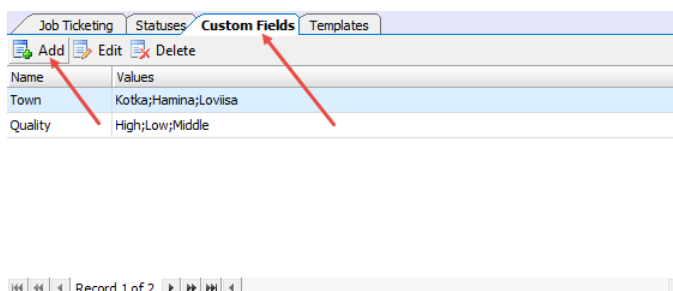 Job Ticketing Statuses Custom Fields Templates
Add Edit Delete
Name Values
Town Kotka;Hamina;Loviisa
Quality High;Low;Middle
Record 1 of 2